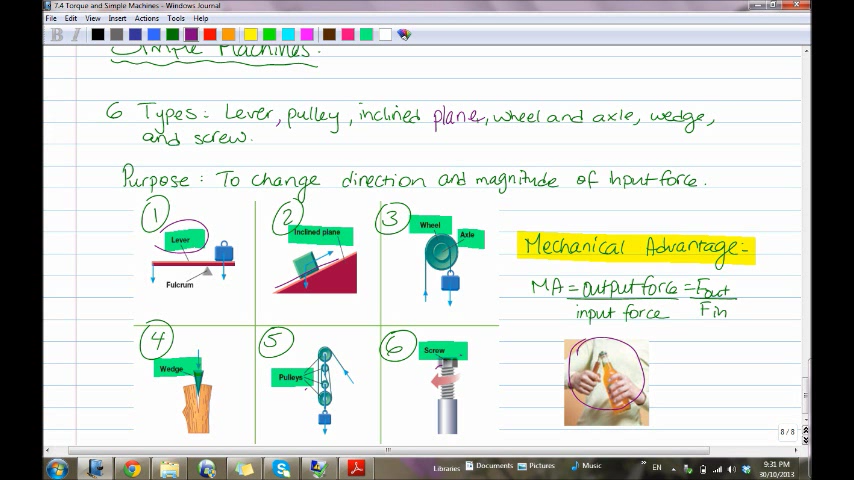 7.4 Torque and Simple Machines - Windows Journal
File Edit View Insert Actions Tools Help
B I
Simple Machines.
6 Types: Lever, pulley, inclined plane, wheel and axle, wedge,
and screw.
Purpose: To change direction and magnitude of input force.
1
Lever
Fulcrum
2
Inclined plane
3
Wheel
Axle
Mechanical Advantage:
MA = output force = Fout
input force Fin
4
Wedge
5
Pulleys
6
Screw
8 / 8
Libraries Documents Pictures Music » EN
9:31 PM
30/10/2013